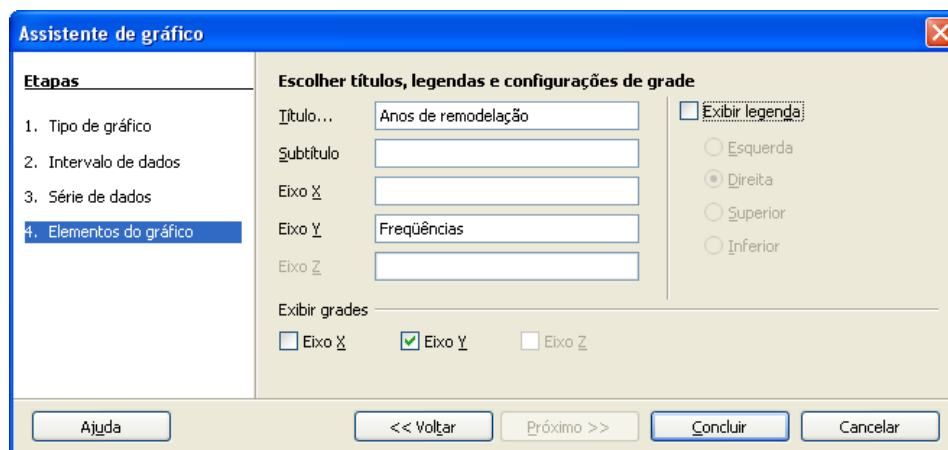 Assistente de gráfico
Etapas
1. Tipo de gráfico
2. Intervalo de dados
3. Série de dados
4. Elementos do gráfico
Escolher títulos, legendas e configurações de grade
Título... Anos de remodelação
Subtítulo
Eixo X
Eixo Y Freqüências
Eixo Z
Exibir legenda
Esquerda
Direita
Superior
Inferior
Exibir grades
Eixo X Eixo Y Eixo Z
Ajuda << Voltar Próximo >> Concluir Cancelar